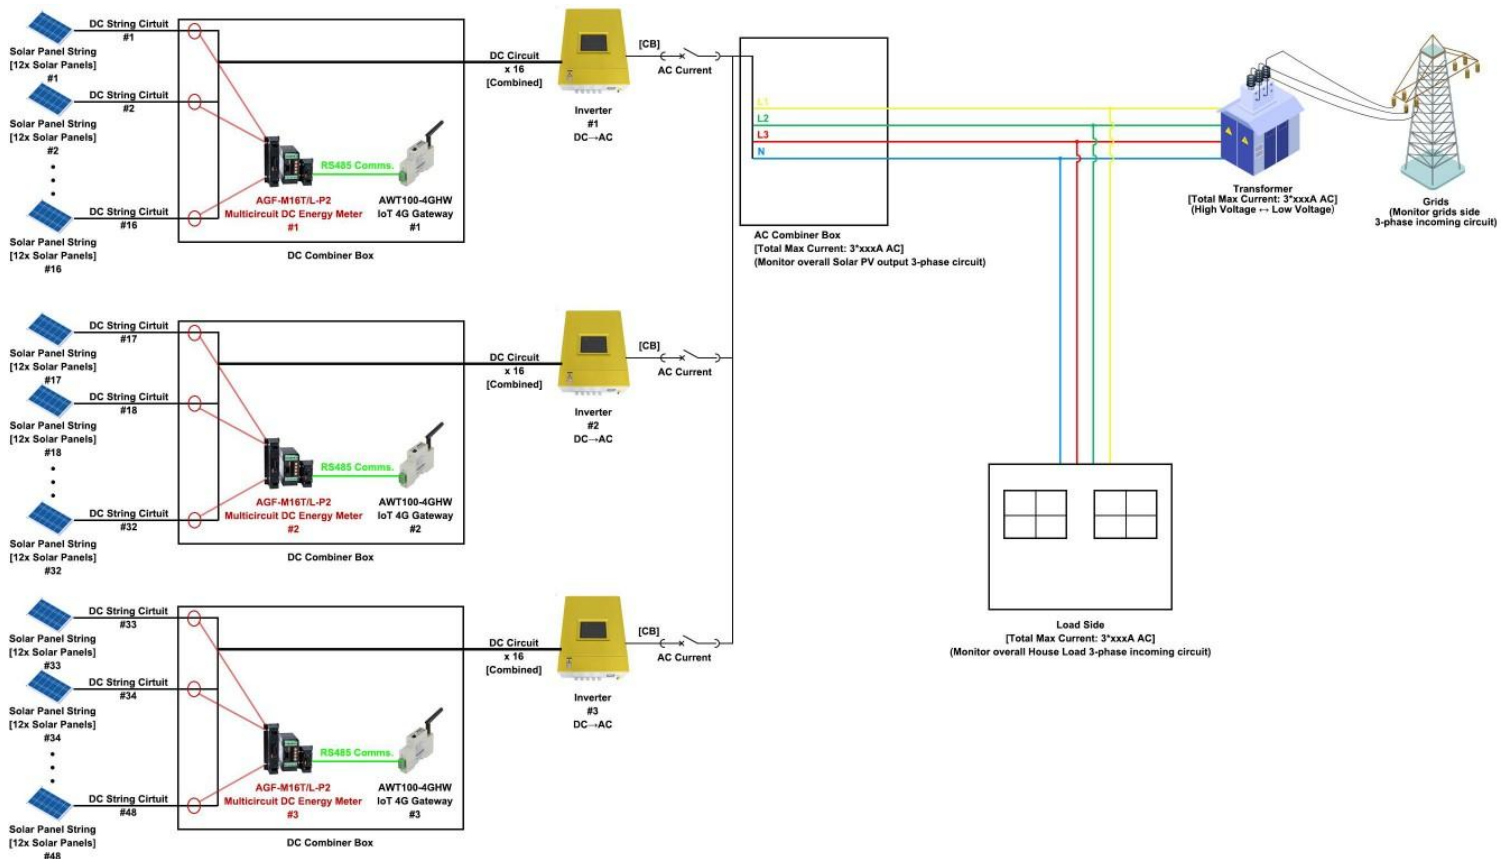 DC String Cirtuit
#1
Solar Panel String
[12x Solar Panels]
#1
DC String Cirtuit
#2
Solar Panel String
[12x Solar Panels]
#2
DC String Cirtuit
#16
Solar Panel String
[12x Solar Panels]
#16
RS485 Comms.
AGF-M16T/L-P2
Multicircuit DC Energy Meter
#1
AWT100-4GHW
IoT 4G Gateway
#1
DC Combiner Box
DC Circuit
x 16
[Combined]
Inverter
#1
DC→AC
[CB]
AC Current
DC String Cirtuit
#17
Solar Panel String
[12x Solar Panels]
#17
DC String Cirtuit
#18
Solar Panel String
[12x Solar Panels]
#18
DC String Cirtuit
#32
Solar Panel String
[12x Solar Panels]
#32
RS485 Comms.
AGF-M16T/L-P2
Multicircuit DC Energy Meter
#2
AWT100-4GHW
IoT 4G Gateway
#2
DC Combiner Box
DC Circuit
x 16
[Combined]
Inverter
#2
DC→AC
[CB]
AC Current
DC String Cirtuit
#33
Solar Panel String
[12x Solar Panels]
#33
DC String Cirtuit
#34
Solar Panel String
[12x Solar Panels]
#34
DC String Cirtuit
#48
Solar Panel String
[12x Solar Panels]
#48
RS485 Comms.
AGF-M16T/L-P2
Multicircuit DC Energy Meter
#3
AWT100-4GHW
IoT 4G Gateway
#3
DC Combiner Box
DC Circuit
x 16
[Combined]
Inverter
#3
DC→AC
[CB]
AC Current
L1
L2
L3
N
AC Combiner Box
[Total Max Current: 3*xxxA AC]
(Monitor overall Solar PV output 3-phase circuit)
Transformer
[Total Max Current: 3*xxxA AC]
(High Voltage ↔ Low Voltage)
Grids
(Monitor grids side
3-phase incoming circuit)
Load Side
[Total Max Current: 3*xxxA AC]
(Monitor overall House Load 3-phase incoming circuit)